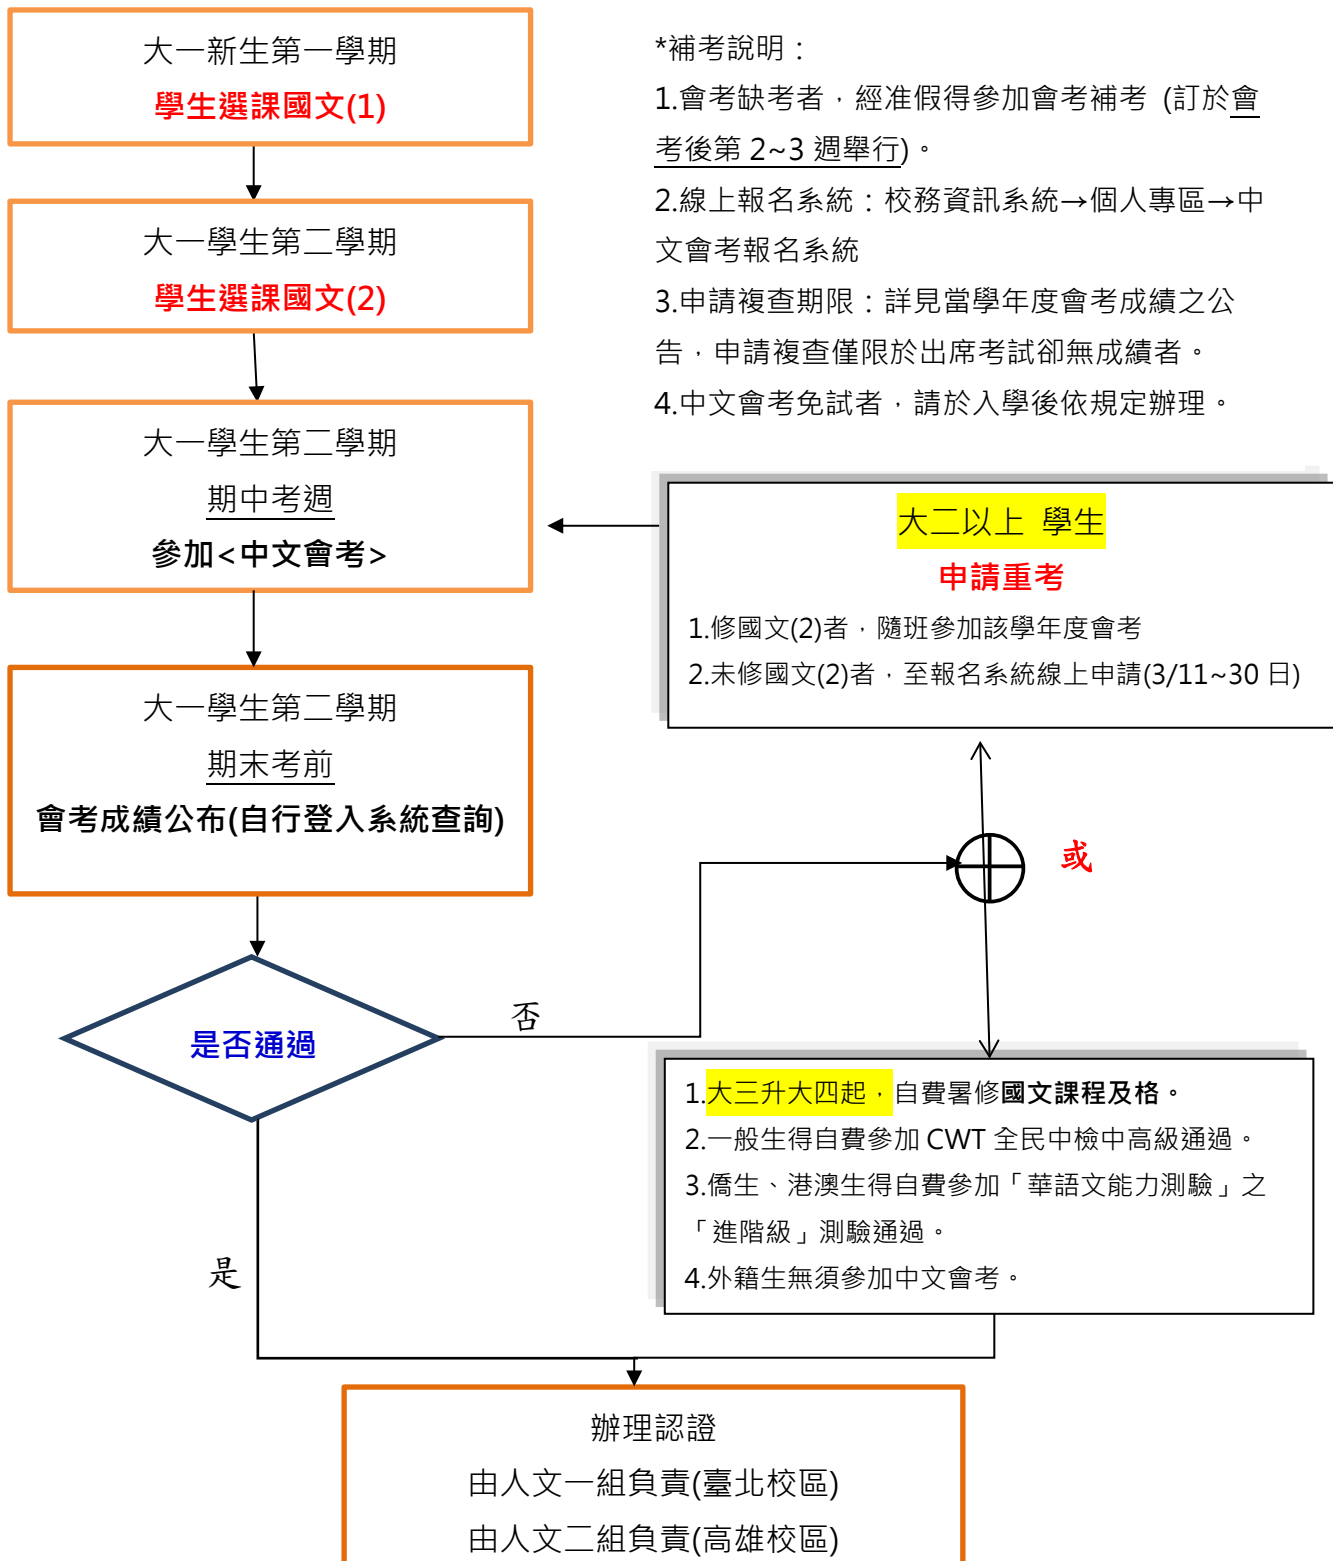 大一新生第一學期
學生選課國文(1)
大一學生第二學期
學生選課國文(2)
大一學生第二學期
期中考週
參加<中文會考>
大一學生第二學期
期末考前
會考成績公布(自行登入系統查詢)
是否通過
否
是
*補考說明：
1.會考缺考者，經准假得參加會考補考 (訂於會
考後第 2~3 週舉行)。
2.線上報名系統：校務資訊系統→個人專區→中
文會考報名系統
3.申請複查期限：詳見當學年度會考成績之公
告，申請複查僅限於出席考試卻無成績者。
4.中文會考免試者，請於入學後依規定辦理。
大二以上 學生
申請重考
1.修國文(2)者，隨班參加該學年度會考
2.未修國文(2)者，至報名系統線上申請(3/11~30 日)
或
1.大三升大四起，自費暑修國文課程及格。
2.一般生得自費參加 CWT 全民中檢中高級通過。
3.僑生、港澳生得自費參加「華語文能力測驗」之
「進階級」測驗通過。
4.外籍生無須參加中文會考。
辦理認證
由人文一組負責(臺北校區)
由人文二組負責(高雄校區)